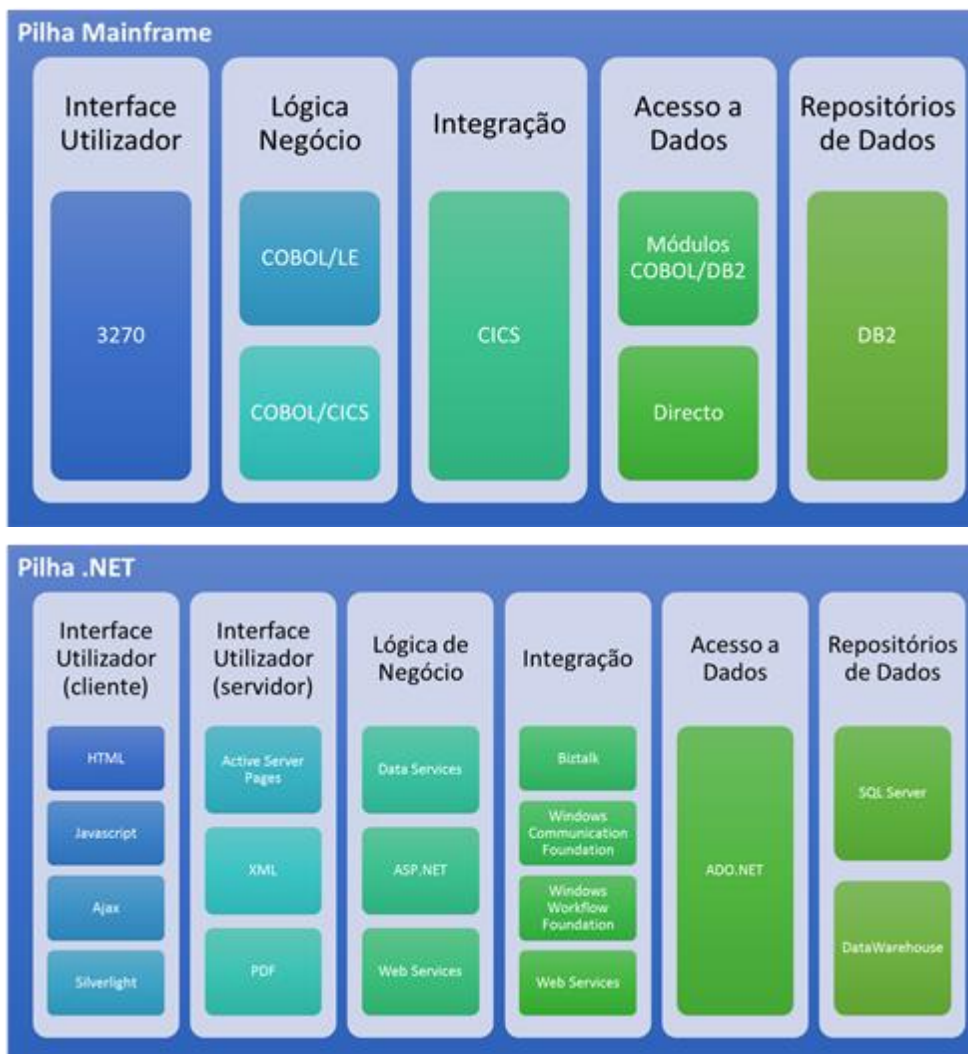 Pilha Mainframe
Interface
Utilizador
3270
Lógica
Negócio
COBOL/LE
COBOL/CICS
Integração
CICS
Acesso a
Dados
Módulos
COBOL/DB2
Directo
Repositórios
de Dados
DB2
Pilha .NET
Interface
Utilizador
(cliente)
HTML
Javascript
Ajax
Silverlight
Interface
Utilizador
(servidor)
Active Server
Pages
XML
PDF
Lógica de
Negócio
Data Services
ASP.NET
Web Services
Integração
Biztalk
Windows
Communication
Foundation
Windows
Workflow
Foundation
Web Services
Acesso a
Dados
ADO.NET
Repositórios
de Dados
SQL Server
DataWarehouse